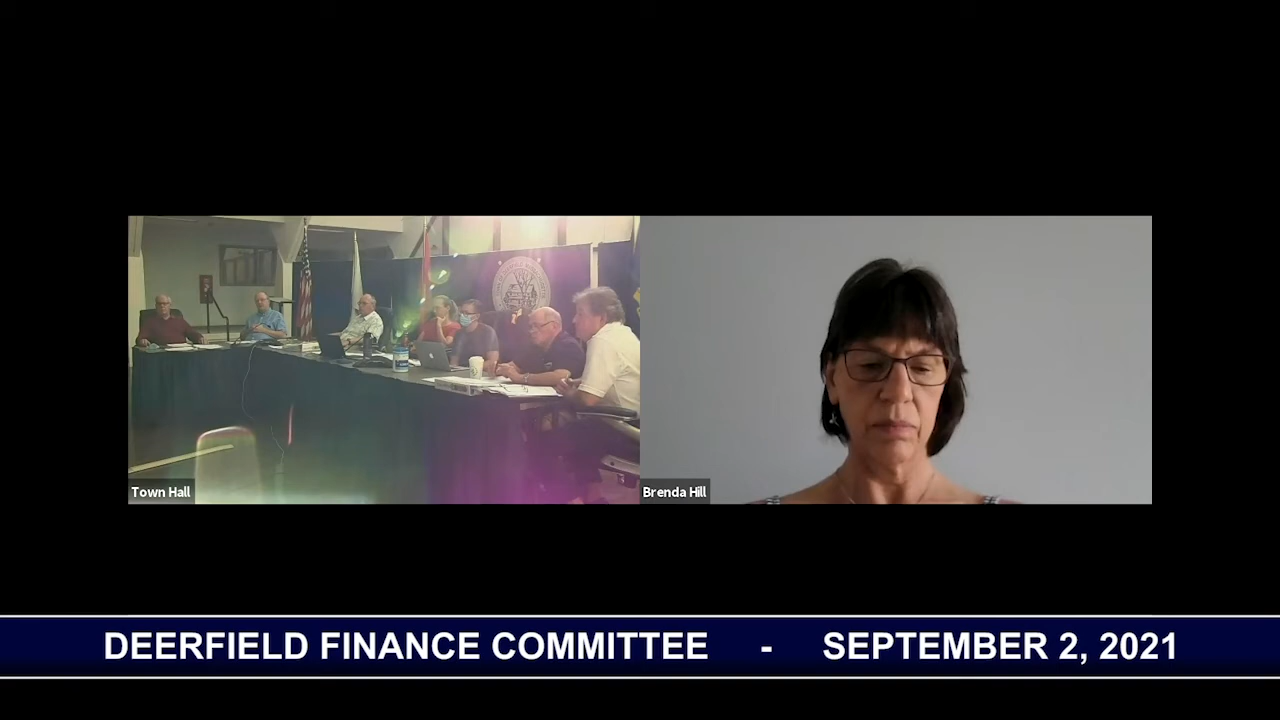 Town Hall
Brenda Hill
DEERFIELD FINANCE COMMITTEE - SEPTEMBER 2, 2021